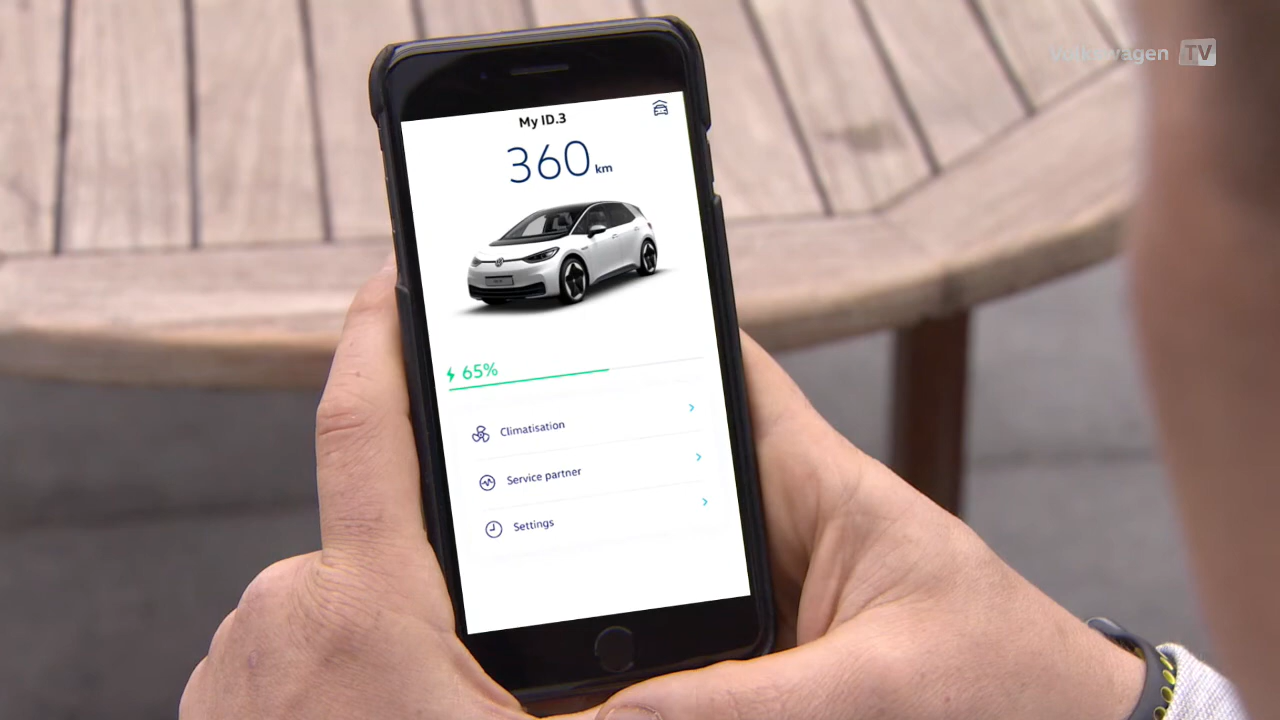 Volkswagen TV
My ID.3
360 km
65%
Climatisation
Service partner
Settings